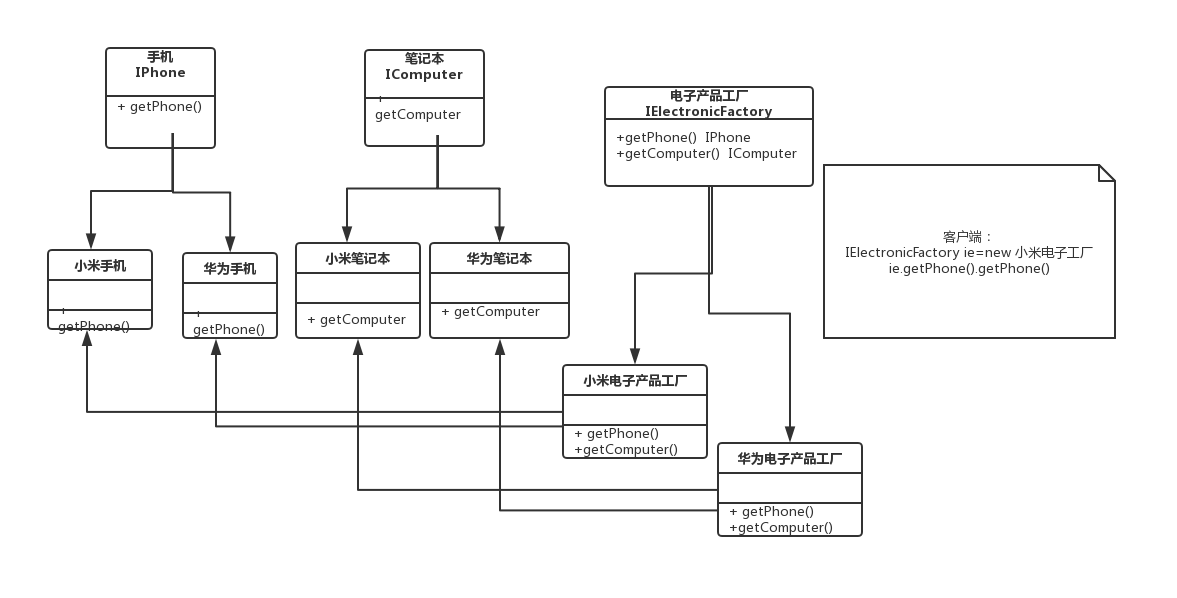 手机
IPhone
+ getPhone()
笔记本
IComputer
+
getComputer
电子产品工厂
IElectronicFactory
+getPhone()  IPhone
+getComputer()  IComputer
客户端：
IElectronicFactory ie=new 小米电子工厂
ie.getPhone().getPhone()
小米手机
+
getPhone()
华为手机
+
getPhone()
小米笔记本
+ getComputer
华为笔记本
+ getComputer
小米电子产品工厂
+ getPhone()
+getComputer()
华为电子产品工厂
+ getPhone()
+getComputer()